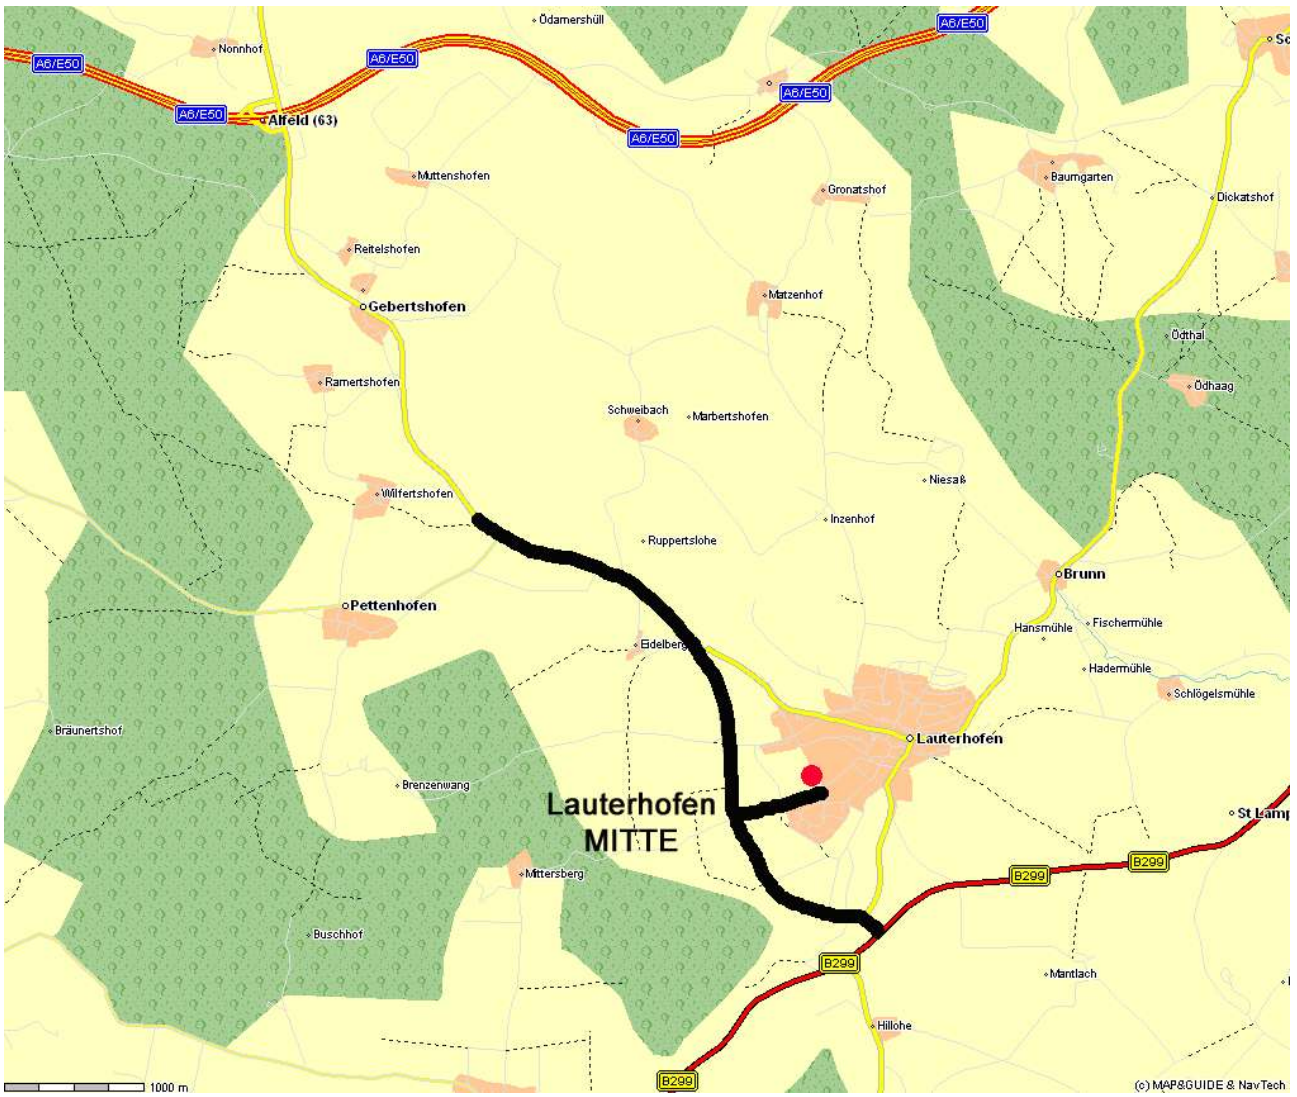 Ödamershüll
A6/E50
Nonnhof
A6/E50
A6/E50
A6/E50
A6/E50
Alfeld (63)
A6/E50
Muttenshofen
Baumgarten
Gronatshof
Dickatshof
Reitelshofen
Matzenhof
Gebertshofen
Ödthal
Ramertshofen
Ödhaag
Schweibach
Marbertshofen
Niesaß
Wilfertshofen
Inzenhof
Ruppertslohe
Brunn
Pettenhofen
Fischermühle
Hansmühle
Eidelberg
Hadermühle
Schlögelsmühle
Bräunertshof
Lauterhofen
Brenzenwang
Lauterhofen
MITTE
St Lamp
B299
B299
Mittersberg
Buschhof
B299
Mantlach
Hillohe
B299
1000 m
(c) MAP&GUIDE & NavTech